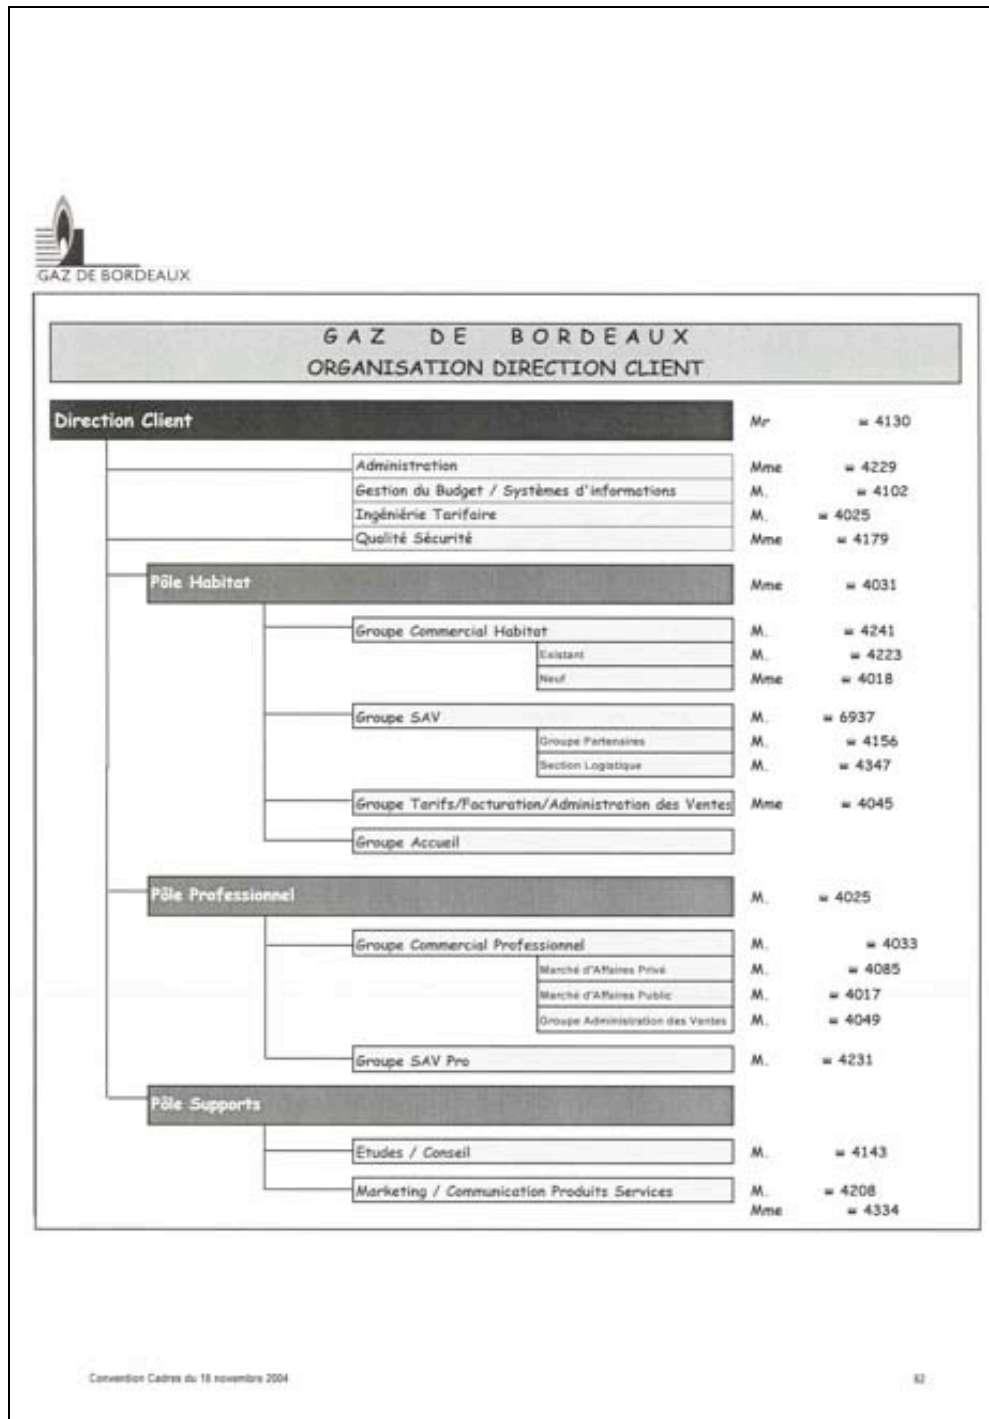 GAZ DE BORDEAUX
GAZ DE BORDEAUX
ORGANISATION DIRECTION CLIENT
Direction Client Mr ☎ 4130
Administration Mme ☎ 4229
Gestion du Budget / Systèmes d'informations M. ☎ 4102
Ingéniérie Tarifaire M. ☎ 4025
Qualité Sécurité Mme ☎ 4179
Pôle Habitat Mme ☎ 4031
Groupe Commercial Habitat M. ☎ 4241
Existant M. ☎ 4223
Neuf Mme ☎ 4018
Groupe SAV M. ☎ 6937
Groupe Partenaires M. ☎ 4156
Section Logistique M. ☎ 4347
Groupe Tarifs/Facturation/Administration des Ventes Mme ☎ 4045
Groupe Accueil
Pôle Professionnel M. ☎ 4025
Groupe Commercial Professionnel M. ☎ 4033
Marché d'Affaires Privé M. ☎ 4085
Marché d'Affaires Public M. ☎ 4017
Groupe Administration des Ventes M. ☎ 4049
Groupe SAV Pro M. ☎ 4231
Pôle Supports
Etudes / Conseil M. ☎ 4143
Marketing / Communication Produits Services M. ☎ 4208
Mme ☎ 4334
Convention Cadres du 18 novembre 2004 62